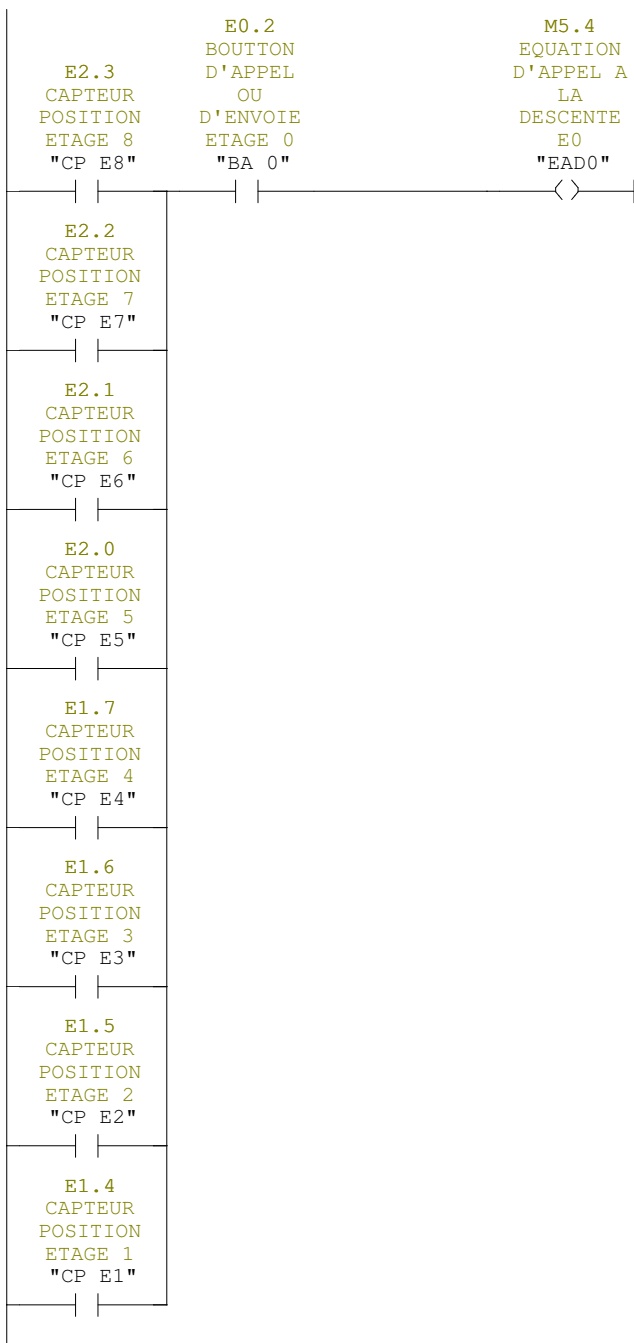 E0.2
BOUTTON
D'APPEL
OU
D'ENVOIE
ETAGE 0
"BA 0"
M5.4
EQUATION
D'APPEL A
LA
DESCENTE
E0
"EAD0"
E2.3
CAPTEUR
POSITION
ETAGE 8
"CP E8"
E2.2
CAPTEUR
POSITION
ETAGE 7
"CP E7"
E2.1
CAPTEUR
POSITION
ETAGE 6
"CP E6"
E2.0
CAPTEUR
POSITION
ETAGE 5
"CP E5"
E1.7
CAPTEUR
POSITION
ETAGE 4
"CP E4"
E1.6
CAPTEUR
POSITION
ETAGE 3
"CP E3"
E1.5
CAPTEUR
POSITION
ETAGE 2
"CP E2"
E1.4
CAPTEUR
POSITION
ETAGE 1
"CP E1"